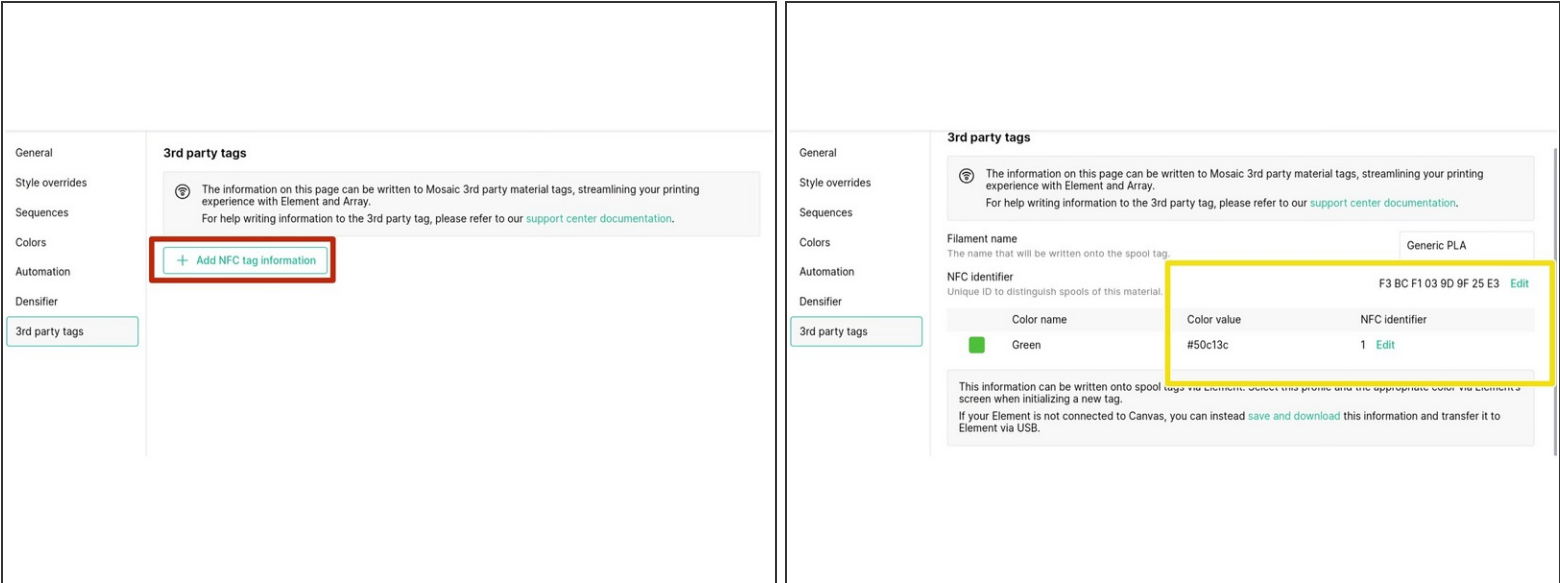 General
Style overrides
Sequences
Colors
Automation
Densifier
3rd party tags
3rd party tags
The information on this page can be written to Mosaic 3rd party material tags, streamlining your printing
experience with Element and Array.
For help writing information to the 3rd party tag, please refer to our support center documentation.
+ Add NFC tag information
General
Style overrides
Sequences
Colors
Automation
Densifier
3rd party tags
3rd party tags
The information on this page can be written to Mosaic 3rd party material tags, streamlining your printing
experience with Element and Array.
For help writing information to the 3rd party tag, please refer to our support center documentation.
Filament name
The name that will be written onto the spool tag.
Generic PLA
NFC identifier
Unique ID to distinguish spools of this material.
F3 BC F1 03 9D 9F 25 E3 Edit
Color name Color value NFC identifier
Green #50c13c 1 Edit
This information can be written onto spool tags via Element. Select this profile and the appropriate color via Element's
screen when initializing a new tag.
If your Element is not connected to Canvas, you can instead save and download this information and transfer it to
Element via USB.